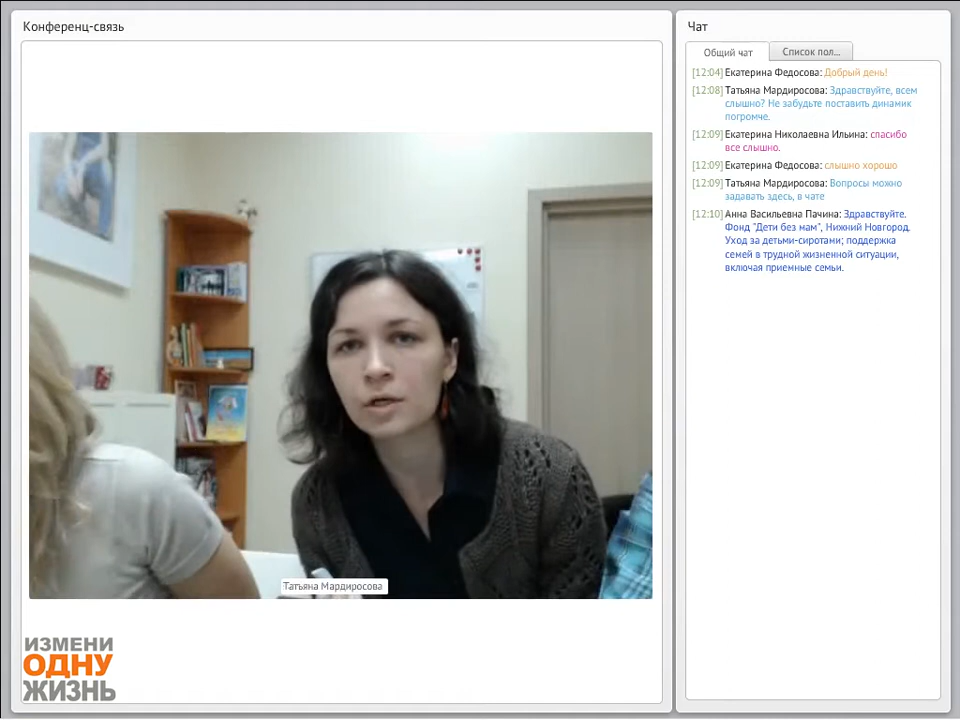 Конференц-связь
Татьяна Мардиросова
ИЗМЕНИ
ОДНУ
ЖИЗНЬ
Чат
Общий чат
Список пол...
[12:04] Екатерина Федосова: Добрый день!
[12:08] Татьяна Мардиросова: Здравствуйте, всем
слышно? Не забудьте поставить динамик
погромче.
[12:09] Екатерина Николаевна Ильина: спасибо
все слышно.
[12:09] Екатерина Федосова: слышно хорошо
[12:09] Татьяна Мардиросова: Вопросы можно
задавать здесь, в чате
[12:10] Анна Васильевна Пачина: Здравствуйте.
Фонд "Дети без мам", Нижний Новгород.
Уход за детьми-сиротами; поддержка
семей в трудной жизненной ситуации,
включая приемные семьи.